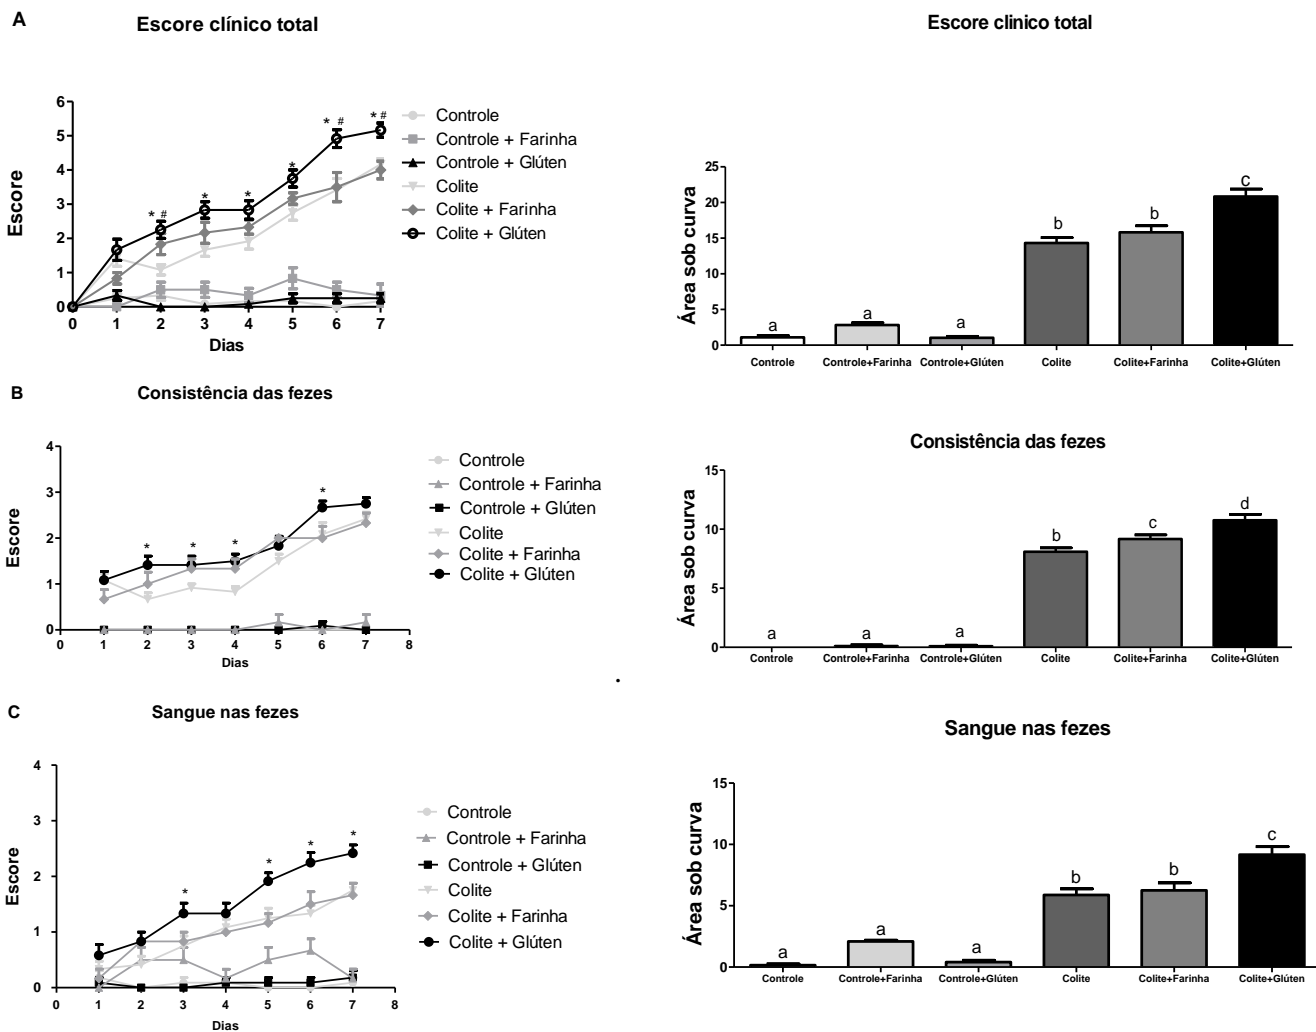 A
Escore clínico total
Escore clinico total
Escore
6
5
4
3
2
1
0
* #
*
*
*
* #
* #
0 1 2 3 4 5 6 7
Dias
Controle
Controle + Farinha
Controle + Glúten
Colite
Colite + Farinha
Colite + Glúten
Área sob curva
25
20
15
10
5
0
a a a b b c
Controle Controle+Farinha Controle+Glúten Colite Colite+Farinha Colite+Glúten
B
Consistência das fezes
Consistência das fezes
Escore
4
3
2
1
0
* * * *
0 1 2 3 4 5 6 7 8
Dias
Controle
Controle + Farinha
Controle + Glúten
Colite
Colite + Farinha
Colite + Glúten
Área sob curva
15
10
5
0
a a a b c d
Controle Controle+Farinha Controle+Glúten Colite Colite+Farinha Colite+Glúten
.
C
Sangue nas fezes
Sangue nas fezes
Escore
4
3
2
1
0
* * * *
0 1 2 3 4 5 6 7 8
Dias
Controle
Controle + Farinha
Controle + Glúten
Colite
Colite + Farinha
Colite + Glúten
Área sob curva
15
10
5
0
a a a b b c
Controle Controle+Farinha Controle+Glúten Colite Colite+Farinha Colite+Glúten